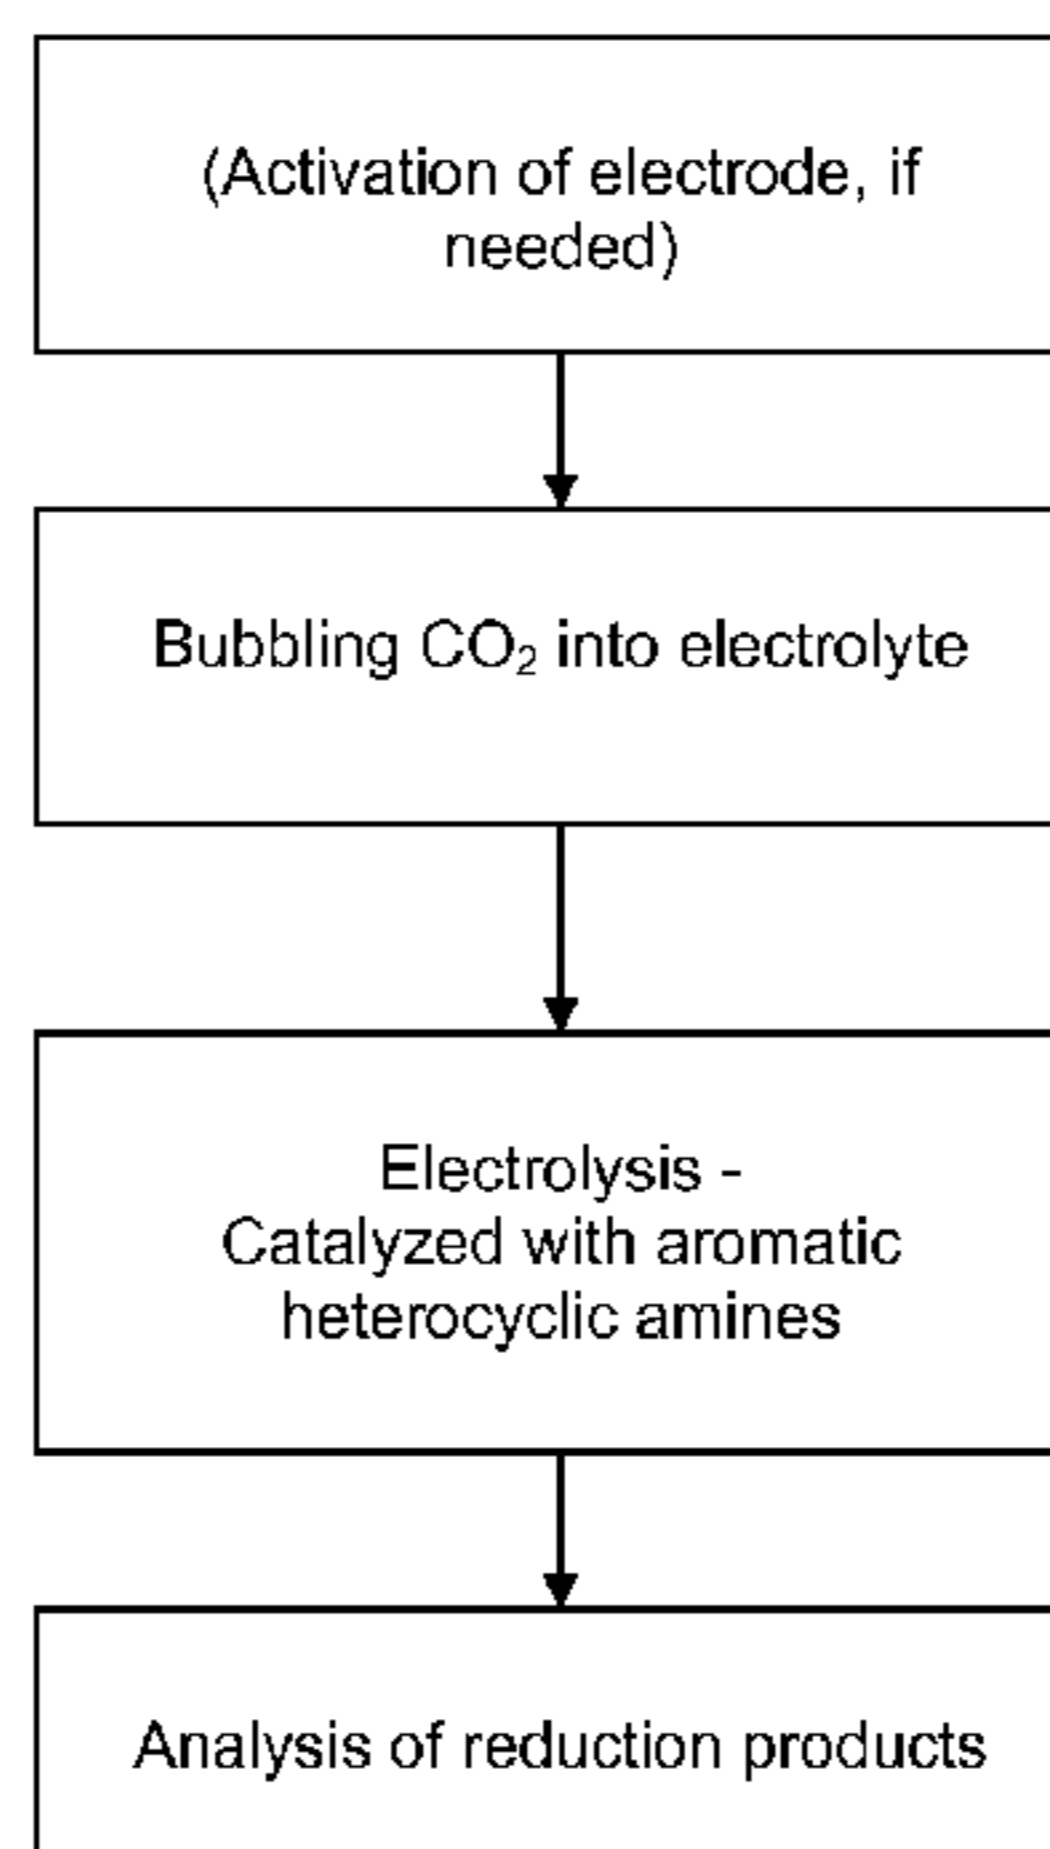 (Activation of electrode, if
needed)
Bubbling CO₂ into electrolyte
Electrolysis -
Catalyzed with aromatic
heterocyclic amines
Analysis of reduction products